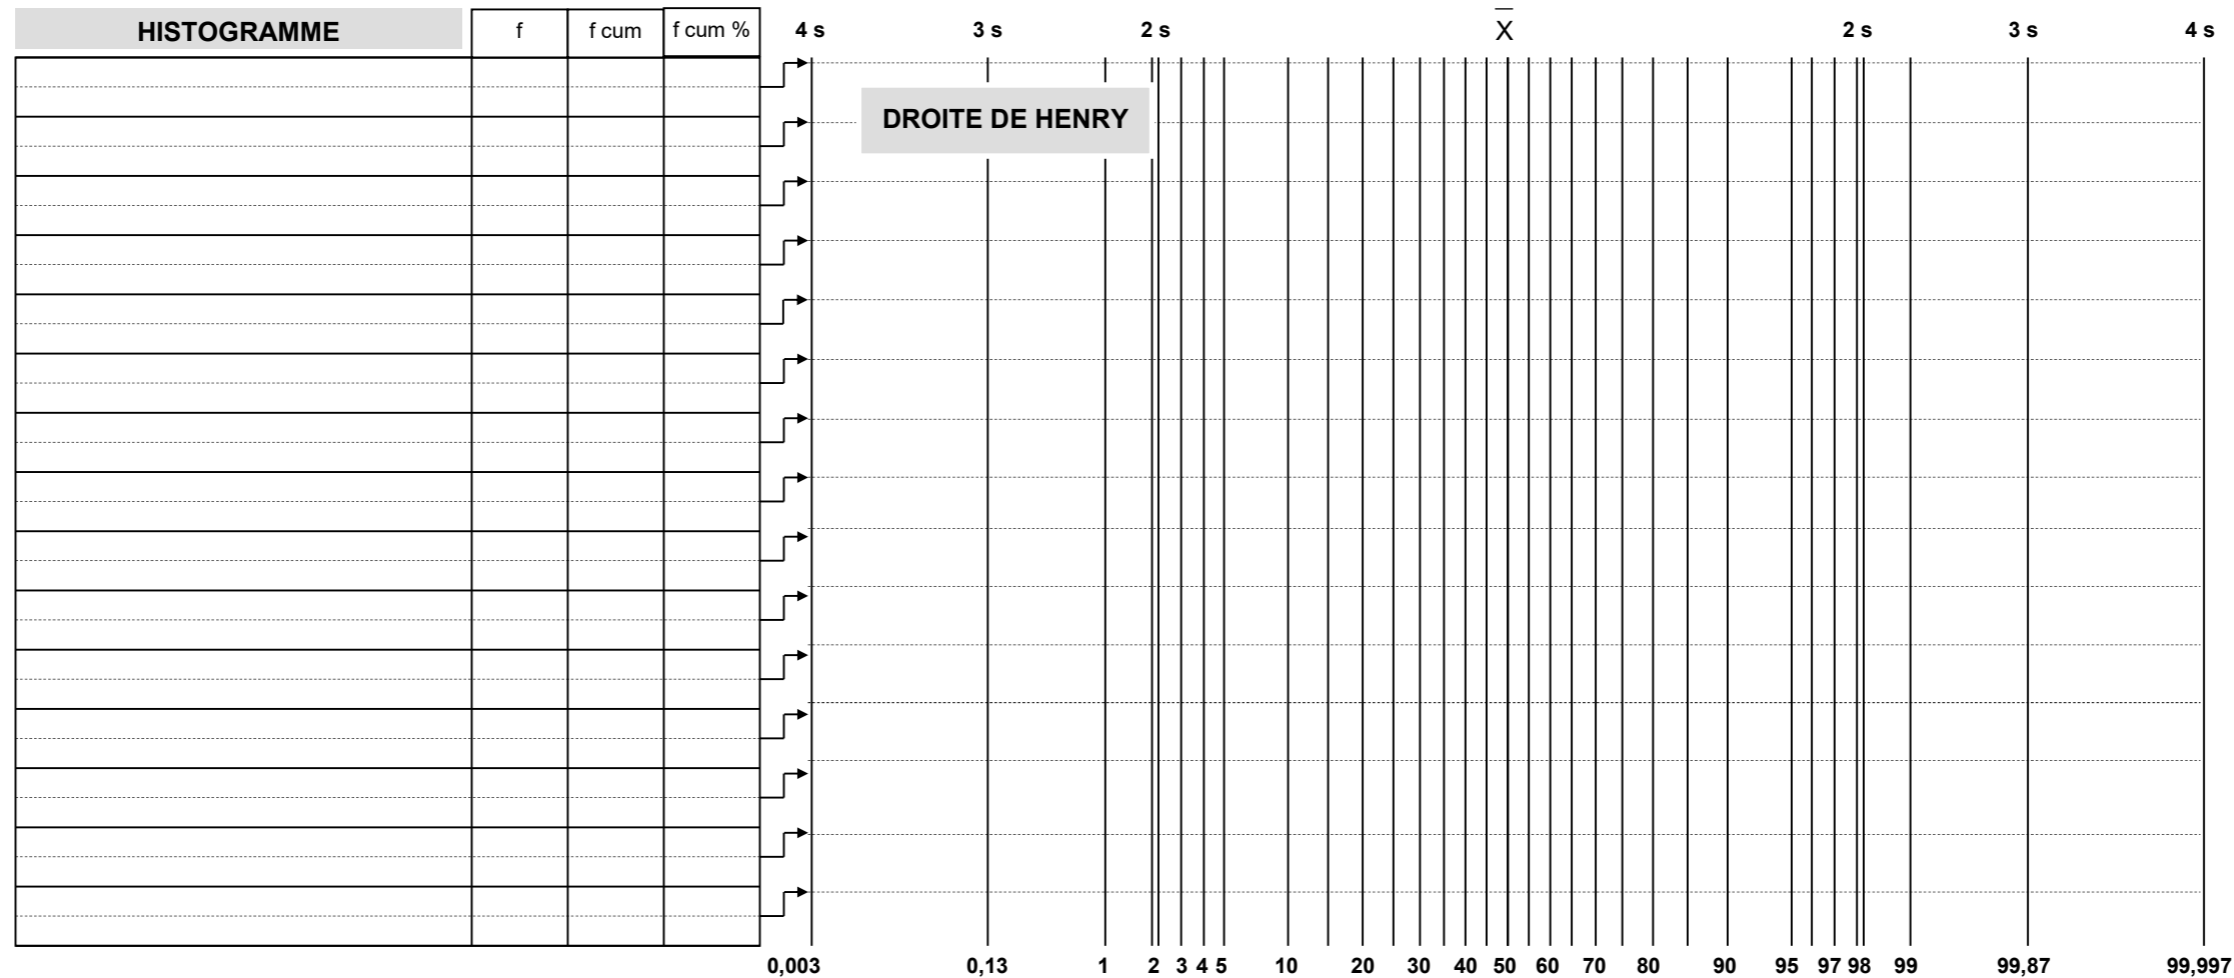 HISTOGRAMME f f cum f cum % 4 s 3 s 2 s X 2 s 3 s 4 s
DROITE DE HENRY
0,003 0,13 1 2 3 4 5 10 20 30 40 50 60 70 80 90 95 97 98 99 99,87 99,997